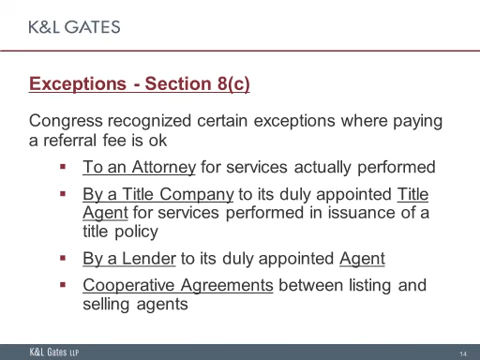 K&L GATES
Exceptions - Section 8(c)
Congress recognized certain exceptions where paying
a referral fee is ok
▪ To an Attorney for services actually performed
▪ By a Title Company to its duly appointed Title
Agent for services performed in issuance of a
title policy
▪ By a Lender to its duly appointed Agent
▪ Cooperative Agreements between listing and
selling agents
K&L Gates LLP
14